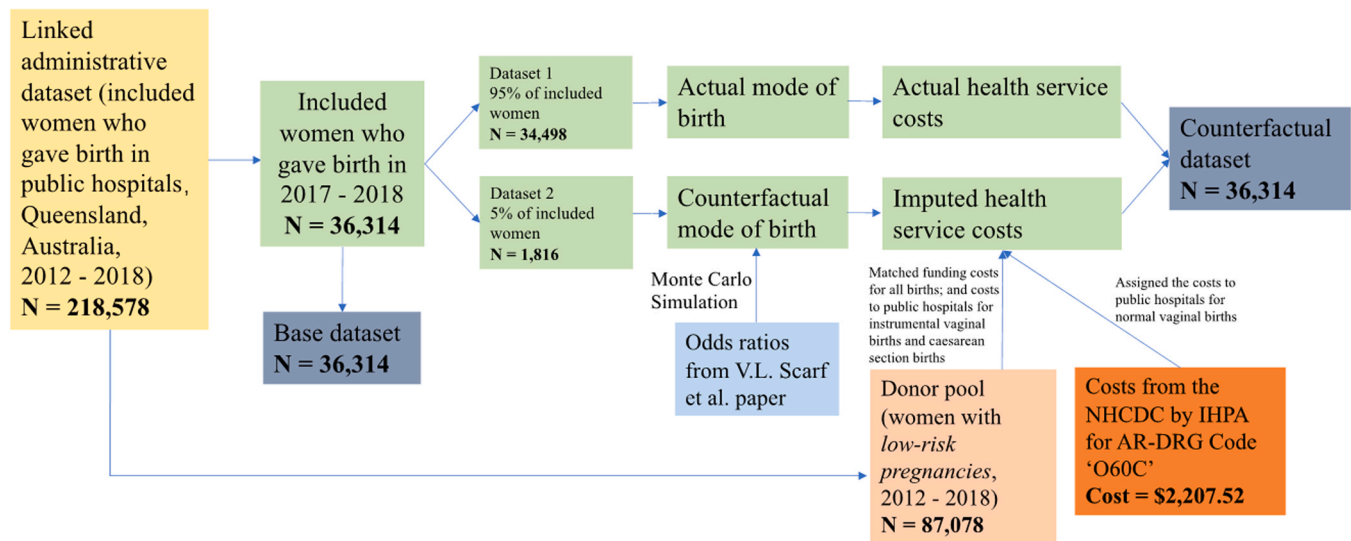 Linked
administrative
dataset (included
women who
gave birth in
public hospitals,
Queensland,
Australia,
2012 - 2018)
N = 218,578
Included
women who
gave birth in
2017 - 2018
N = 36,314
Base dataset
N = 36,314
Dataset 1
95% of included
women
N = 34,498
Actual mode of
birth
Actual health service
costs
Dataset 2
5% of included
women
N = 1,816
Counterfactual
mode of birth
Imputed health
service costs
Counterfactual
dataset
N = 36,314
Monte Carlo
Simulation
Odds ratios
from V.L. Scarf
et al. paper
Matched funding costs
for all births; and costs
to public hospitals for
instrumental vaginal
births and caesarean
section births
Assigned the costs to
public hospitals for
normal vaginal births
Donor pool
(women with
low-risk
pregnancies,
2012 - 2018)
N = 87,078
Costs from the
NHCDC by IHPA
for AR-DRG Code
‘O60C’
Cost = $2,207.52